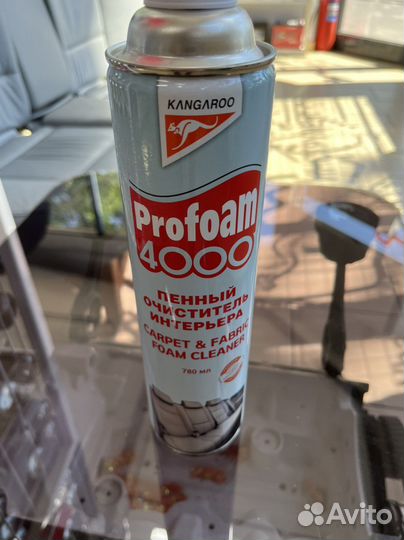 KANGAROO
Profoam
4000
ПЕННЫЙ
ОЧИСТИТЕЛЬ
ИНТЕРЬЕРА
CARPET & FABRIC
FOAM CLEANER
780 МЛ
Avito